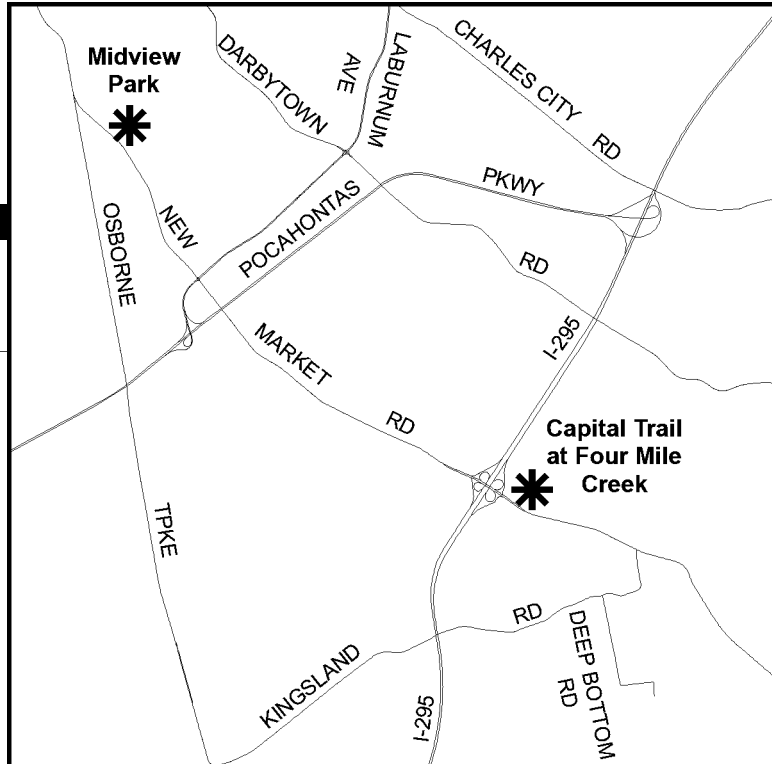 Midview
Park
DARBYTOWN
AVE
LABURNUM
CHARLES CITY
RD
PKWY
POCAHONTAS
OSBORNE
NEW
RD
I-295
MARKET
RD
Capital Trail
at Four Mile
Creek
TPKE
RD
KINGSLAND
DEEP BOTTOM
RD
I-295